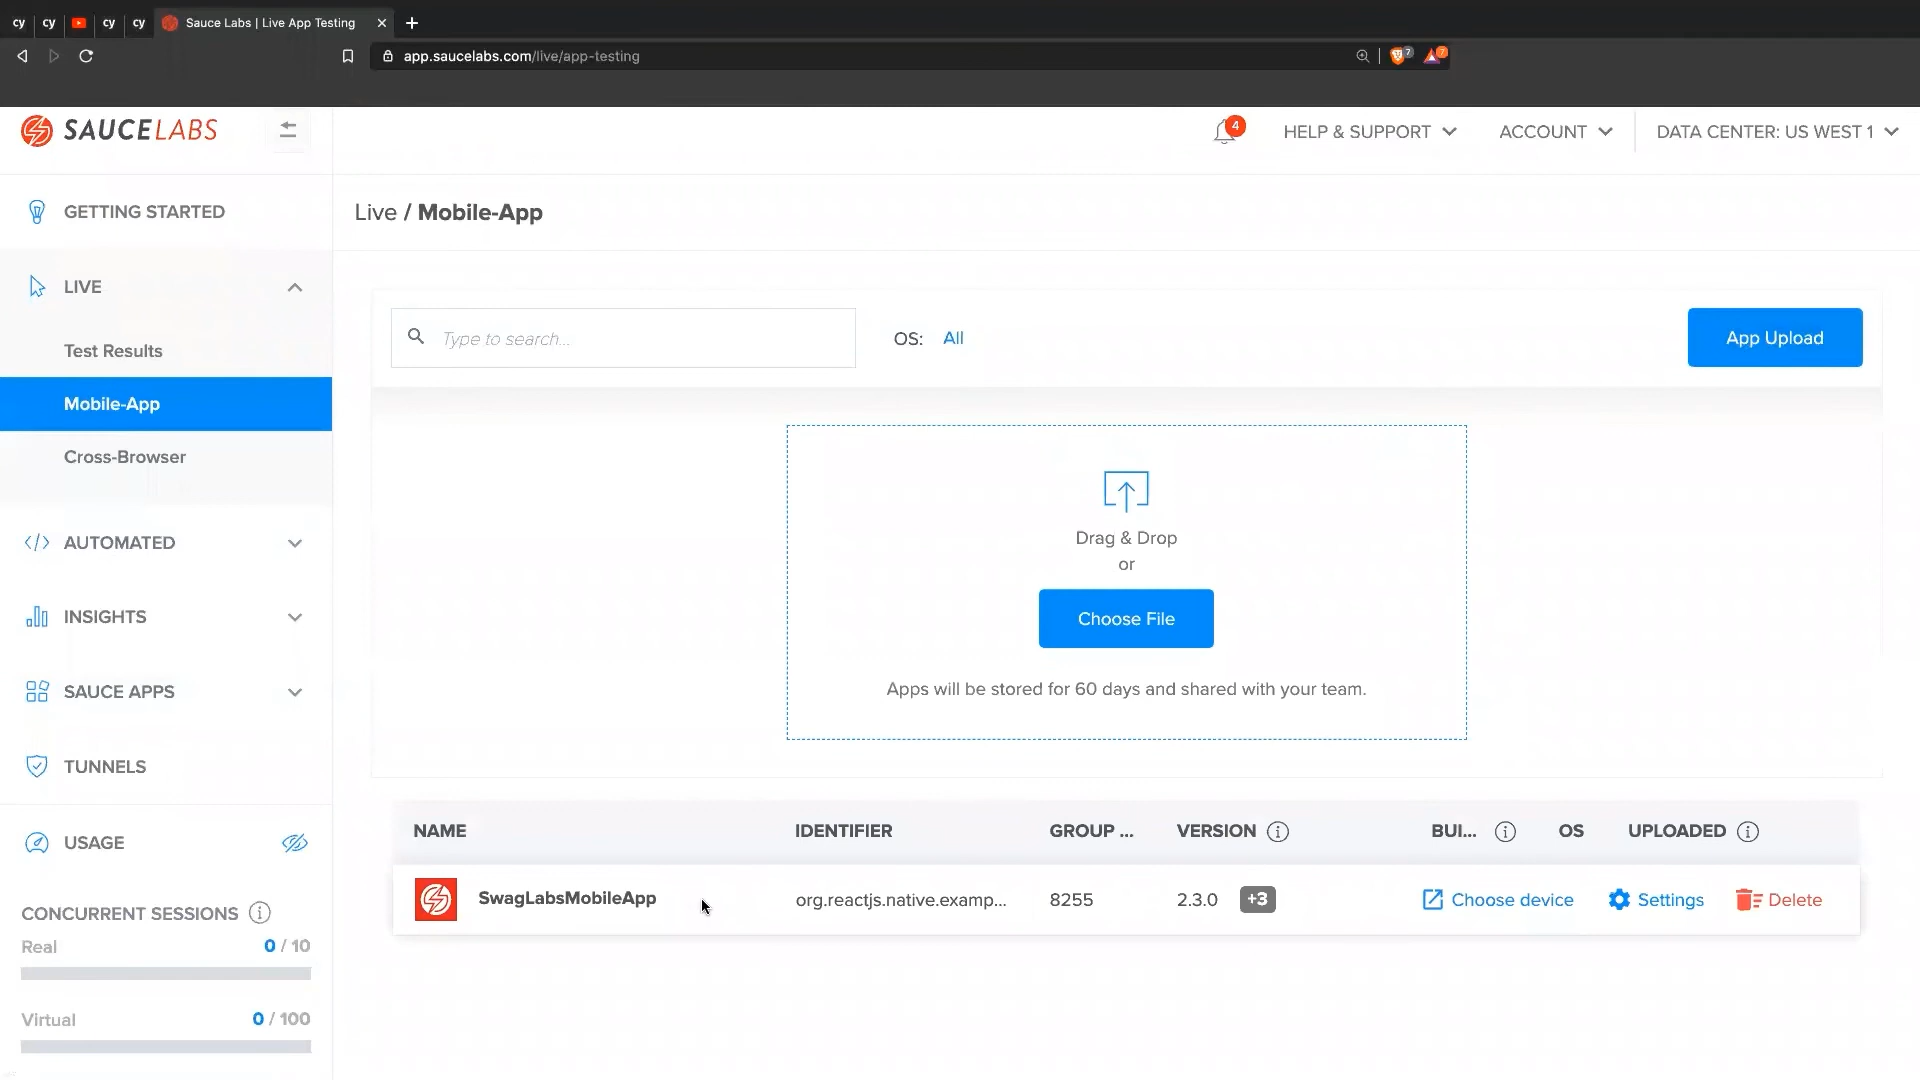 cy cy cy cy Sauce Labs | Live App Testing
app.saucelabs.com/live/app-testing 7 7
SAUCELABS
4 HELP & SUPPORT ACCOUNT DATA CENTER: US WEST 1
GETTING STARTED
Live / Mobile-App
LIVE
Type to search...
OS: All
App Upload
Test Results
Mobile-App
Cross-Browser
Drag & Drop
or
Choose File
Apps will be stored for 60 days and shared with your team.
AUTOMATED
INSIGHTS
SAUCE APPS
TUNNELS
NAME IDENTIFIER GROUP ... VERSION BUI... OS UPLOADED
SwagLabsMobileApp org.reactjs.native.examp... 8255 2.3.0 +3 Choose device Settings Delete
USAGE
CONCURRENT SESSIONS
Real 0 / 10
Virtual 0 / 100